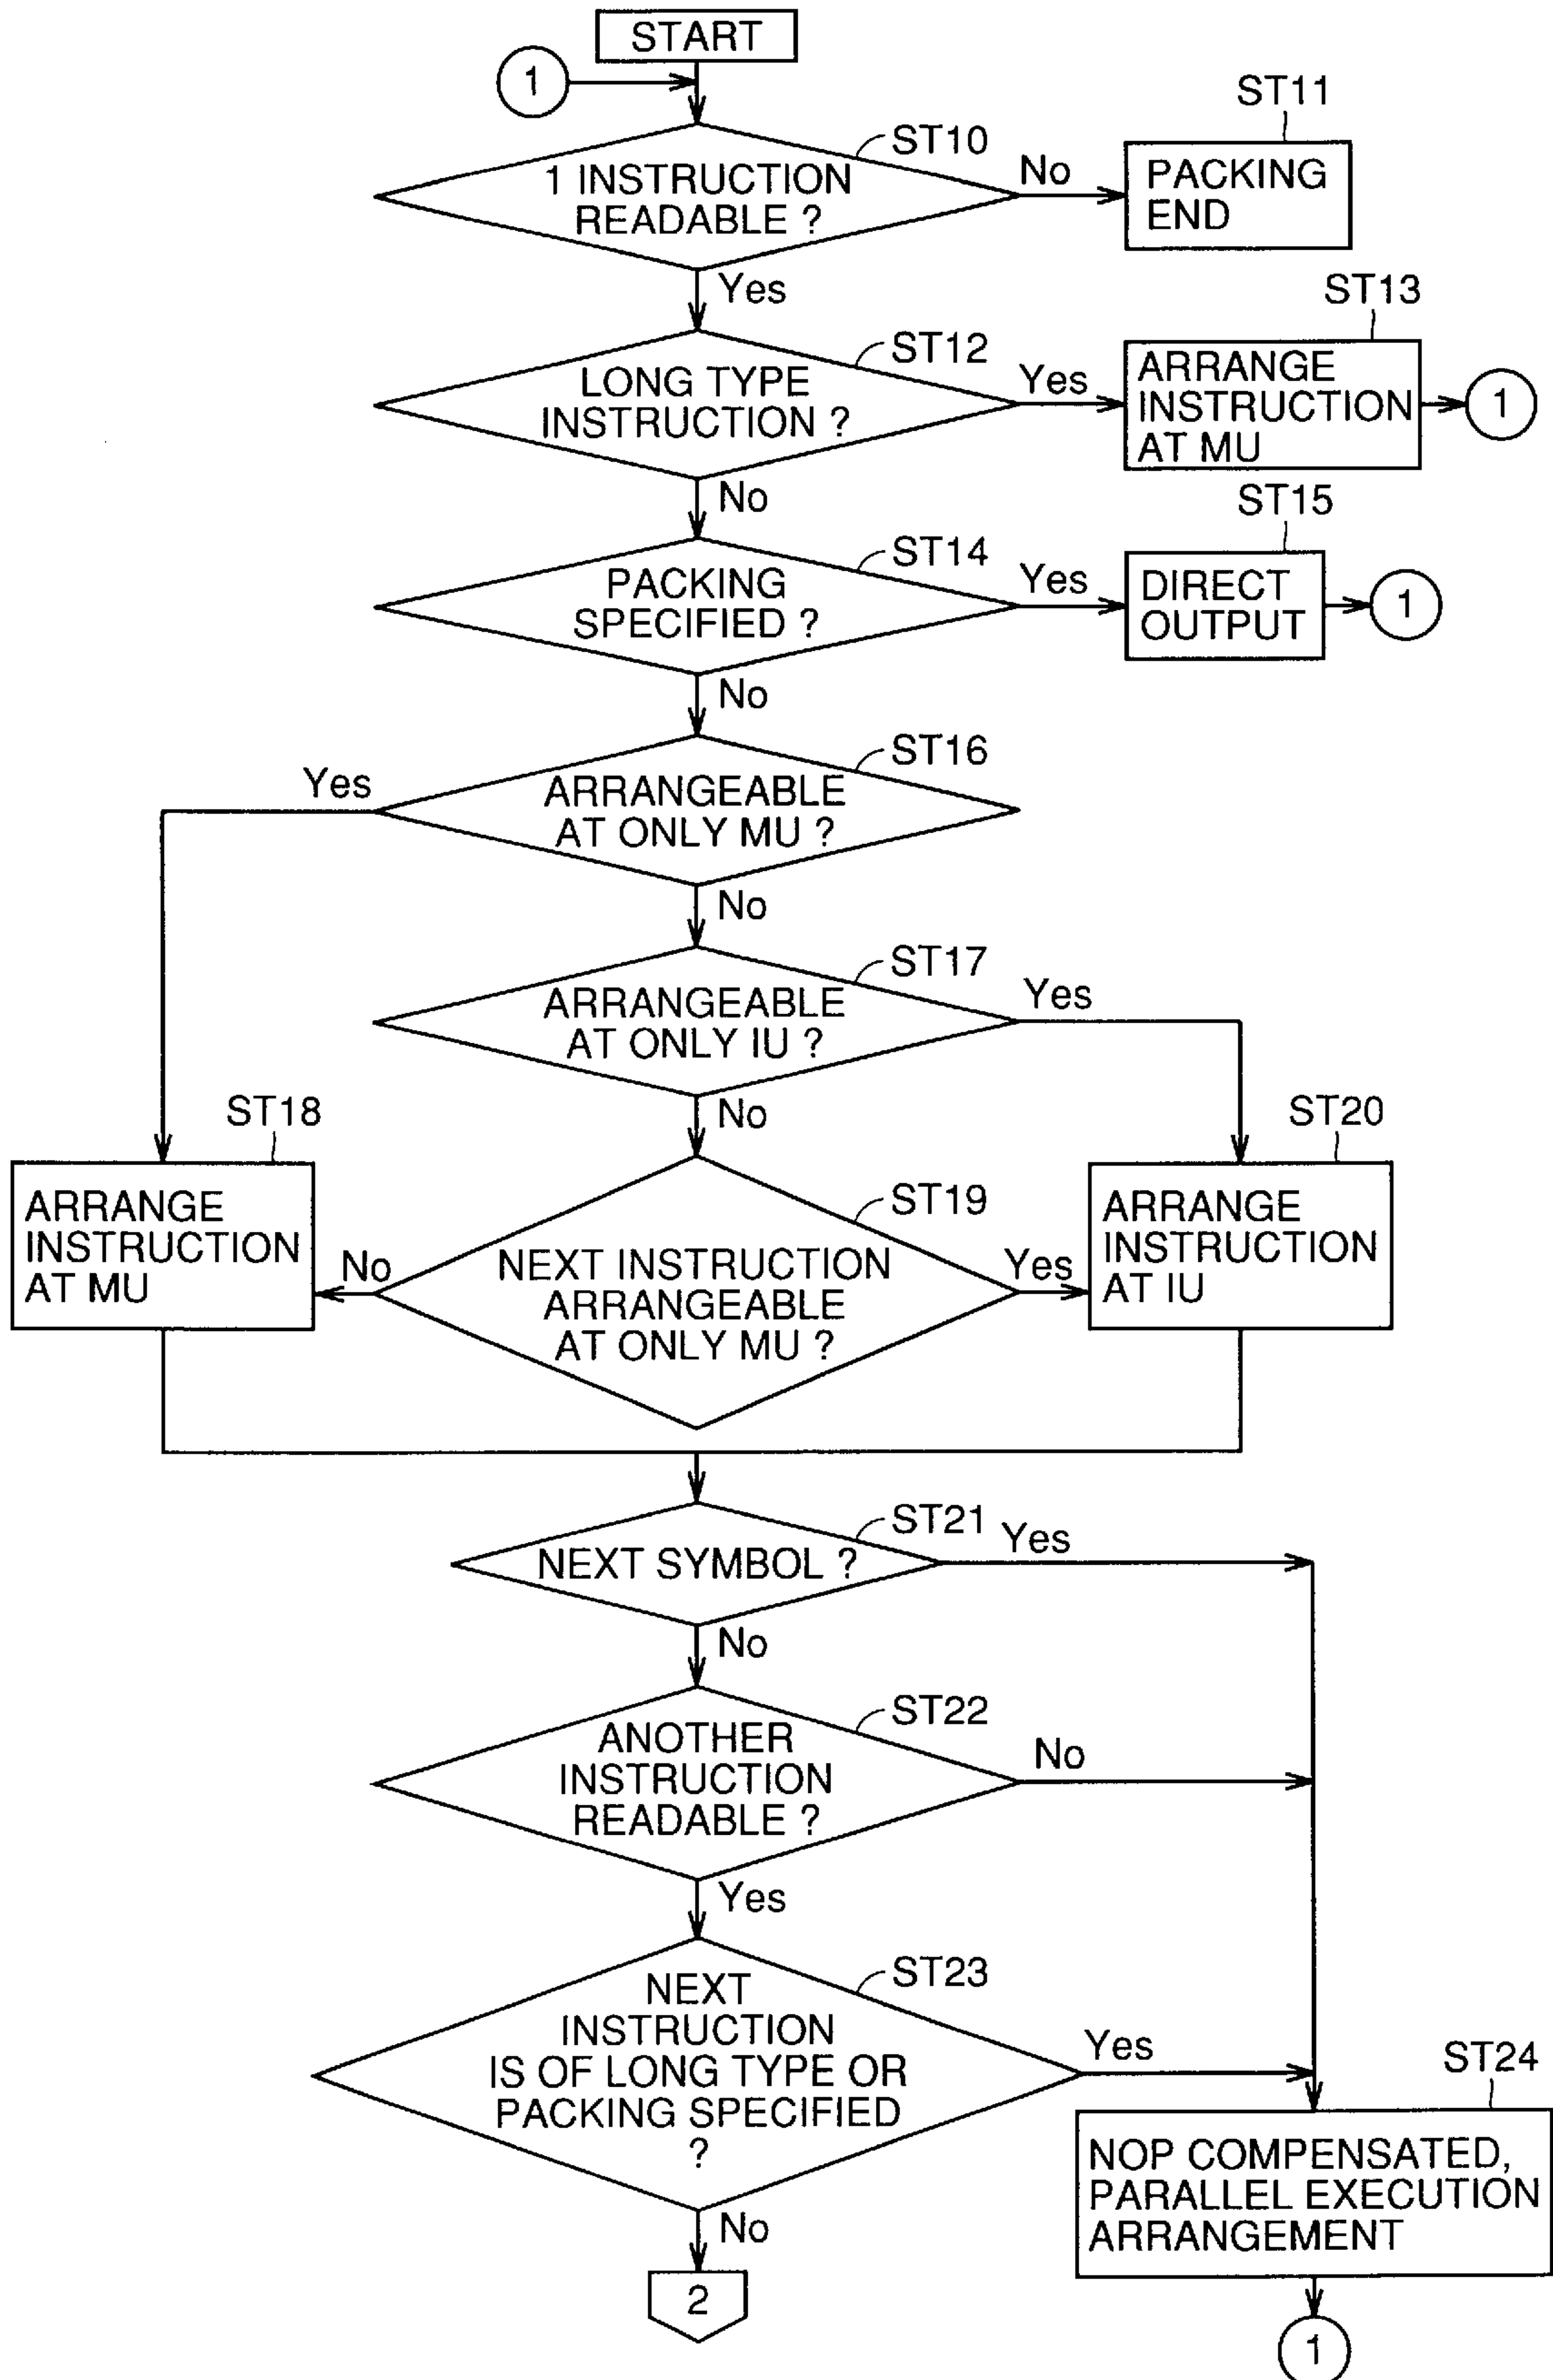 START
1
ST11
ST10
1 INSTRUCTION
READABLE ?
No
PACKING
END
Yes
ST13
ST12
LONG TYPE
INSTRUCTION ?
Yes
ARRANGE
INSTRUCTION
AT MU
1
No
ST15
ST14
PACKING
SPECIFIED ?
Yes
DIRECT
OUTPUT
1
No
ST16
Yes
ARRANGEABLE
AT ONLY MU ?
No
ST17
Yes
ARRANGEABLE
AT ONLY IU ?
No
ST18
ST20
ARRANGE
INSTRUCTION
AT MU
No
ST19
NEXT INSTRUCTION
ARRANGEABLE
AT ONLY MU ?
Yes
ARRANGE
INSTRUCTION
AT IU
ST21
Yes
NEXT SYMBOL ?
No
ST22
ANOTHER
INSTRUCTION
READABLE ?
No
Yes
ST23
NEXT
INSTRUCTION
IS OF LONG TYPE OR
PACKING SPECIFIED
?
Yes
ST24
NOP COMPENSATED,
PARALLEL EXECUTION
ARRANGEMENT
No
2
1